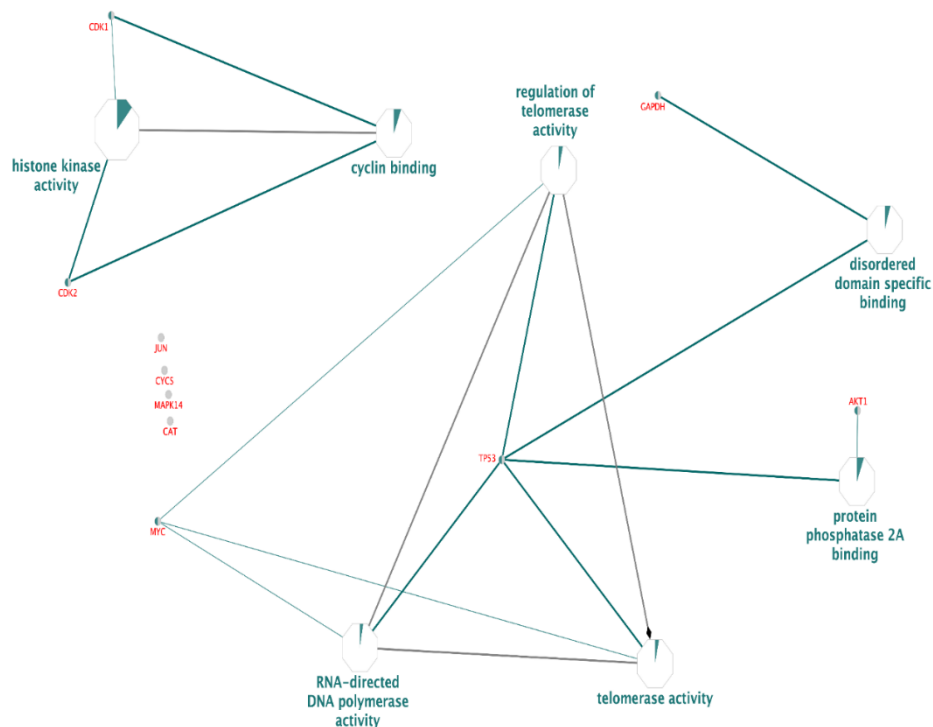 CDK1
regulation of
telomerase
activity
GAPDH
histone kinase
activity
cyclin binding
disordered
domain specific
binding
CDK2
JUN
CYCS
MAPK14
CAT
AKT1
TP53
MYC
protein
phosphatase 2A
binding
RNA-directed
DNA polymerase
activity
telomerase activity